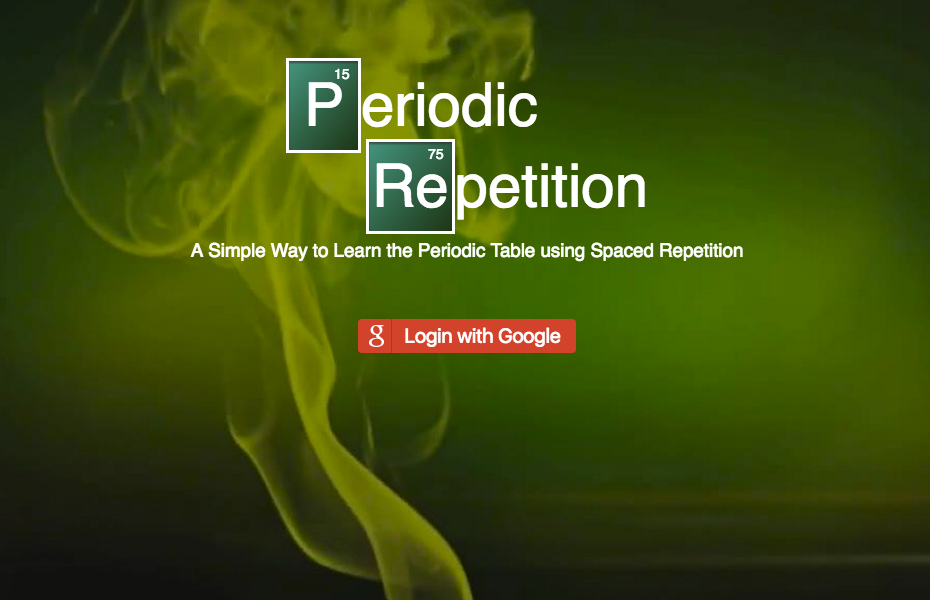 15
Periodic
75
Repetition
A Simple Way to Learn the Periodic Table using Spaced Repetition
g Login with Google